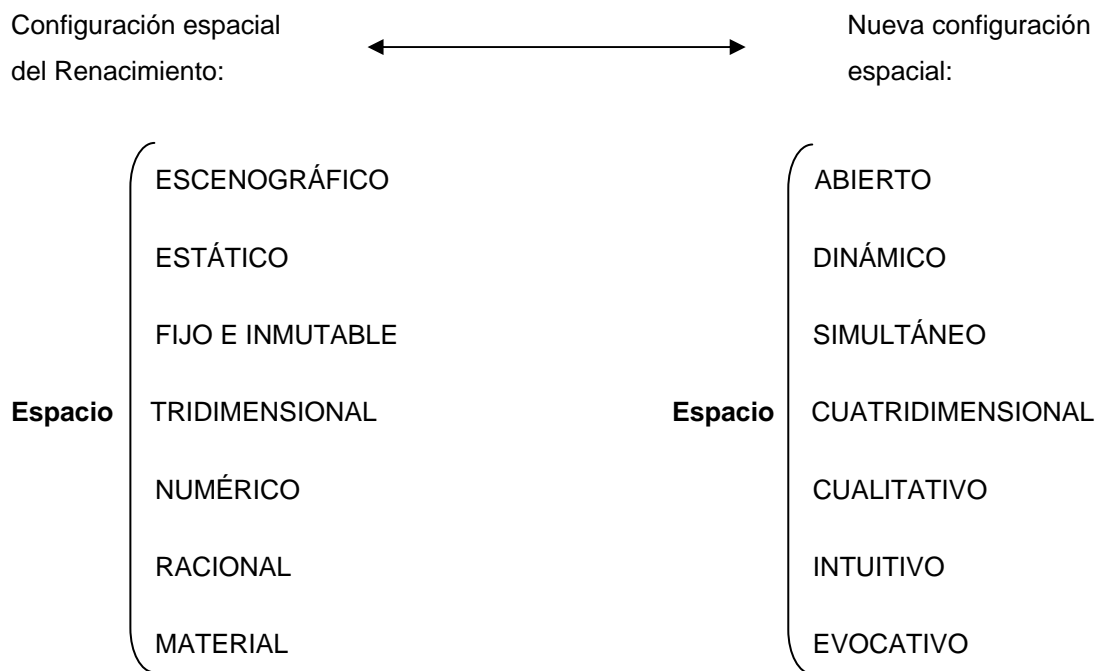 Configuración espacial
del Renacimiento:
Nueva configuración
espacial:
Espacio
ESCENOGRÁFICO
ESTÁTICO
FIJO E INMUTABLE
TRIDIMENSIONAL
NUMÉRICO
RACIONAL
MATERIAL
Espacio
ABIERTO
DINÁMICO
SIMULTÁNEO
CUATRIDIMENSIONAL
CUALITATIVO
INTUITIVO
EVOCATIVO